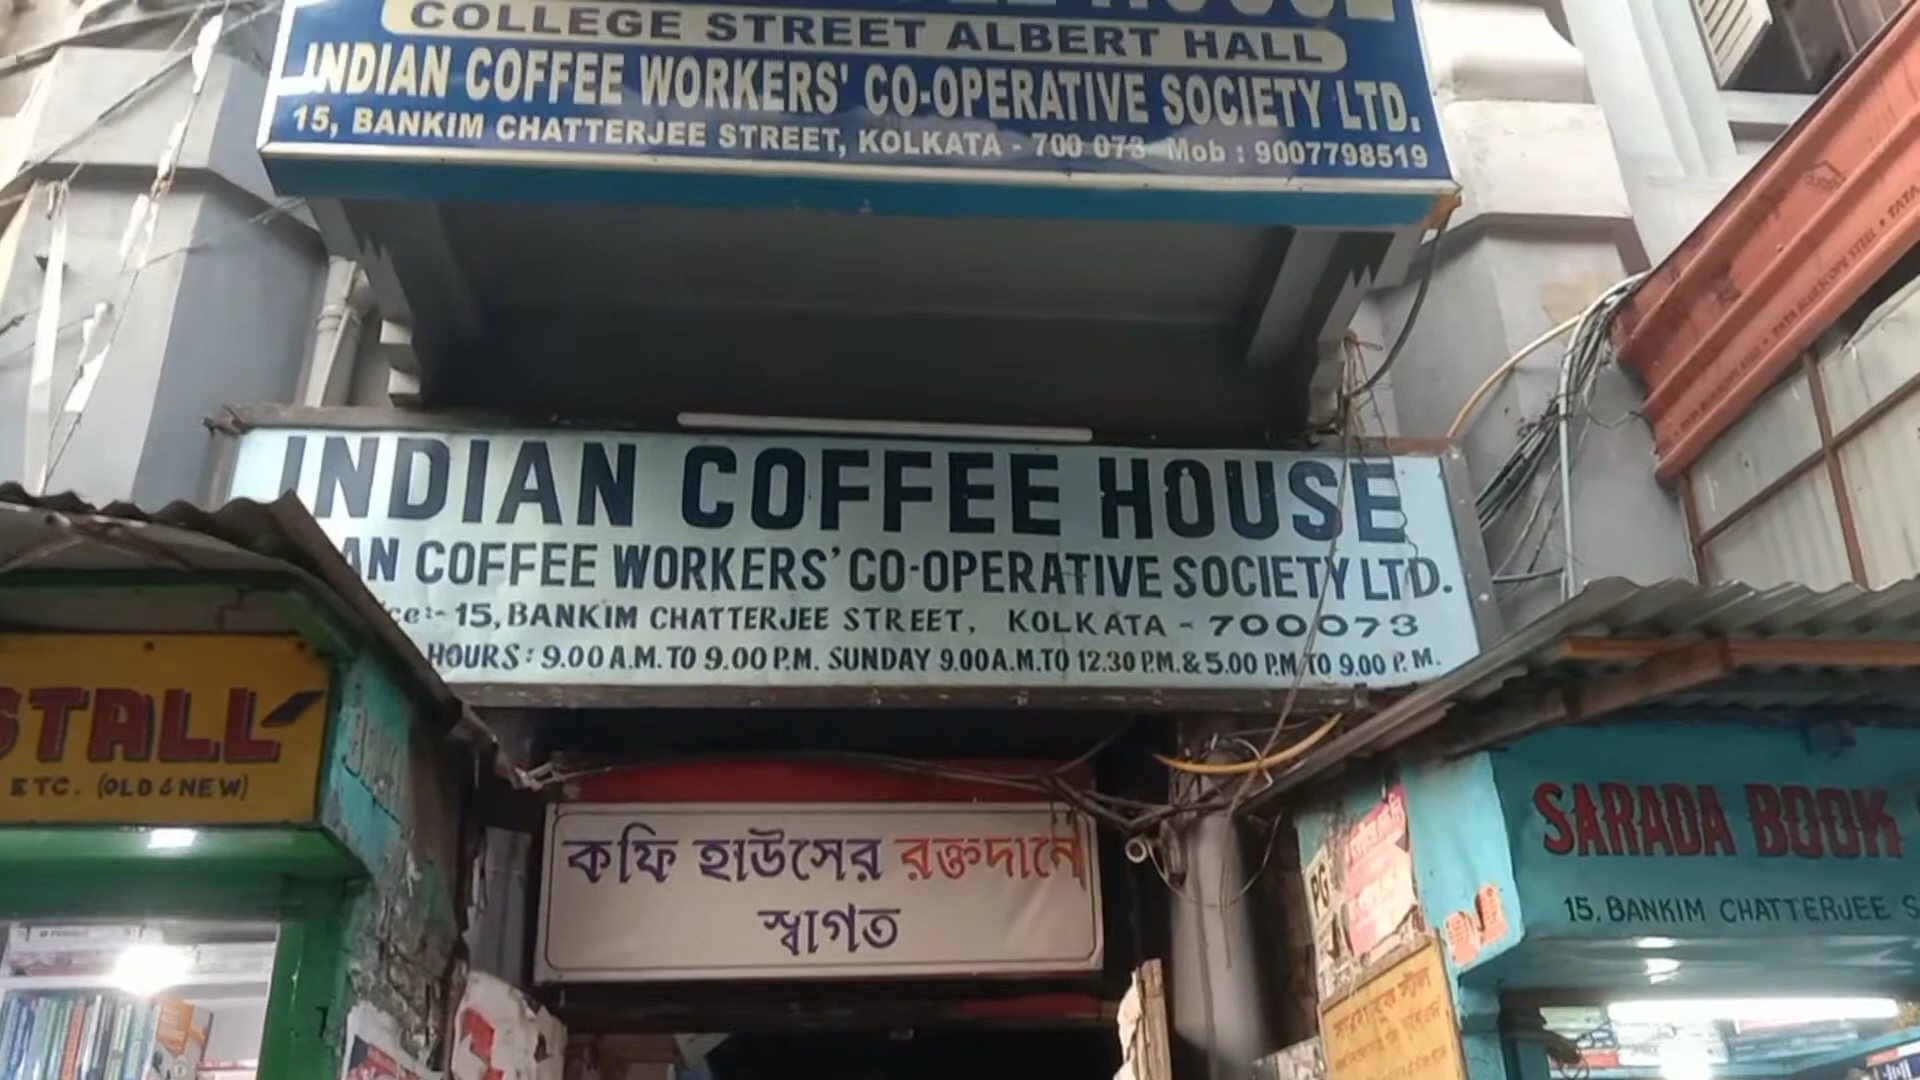 COLLEGE STREET ALBERT HALL
INDIAN COFFEE WORKERS' CO-OPERATIVE SOCIETY LTD.
15, BANKIM CHATTERJEE STREET, KOLKATA - 700 073 Mob : 9007798519
INDIAN COFFEE HOUSE
COFFEE WORKERS' CO-OPERATIVE SOCIETY LTD.
15, BANKIM CHATTERJEE STREET, KOLKATA - 700073
HOURS: 9.00 A.M. TO 9.00 P.M. SUNDAY 9.00 A.M. TO 12.30 P.M. & 5.00 P.M TO 9.00 P.M.
STALL
ETC. (OLD & NEW)
কফি হাউসের রক্তদানে
স্বাগত
SARADA BOOK
15, BANKIM CHATTERJEE
PG